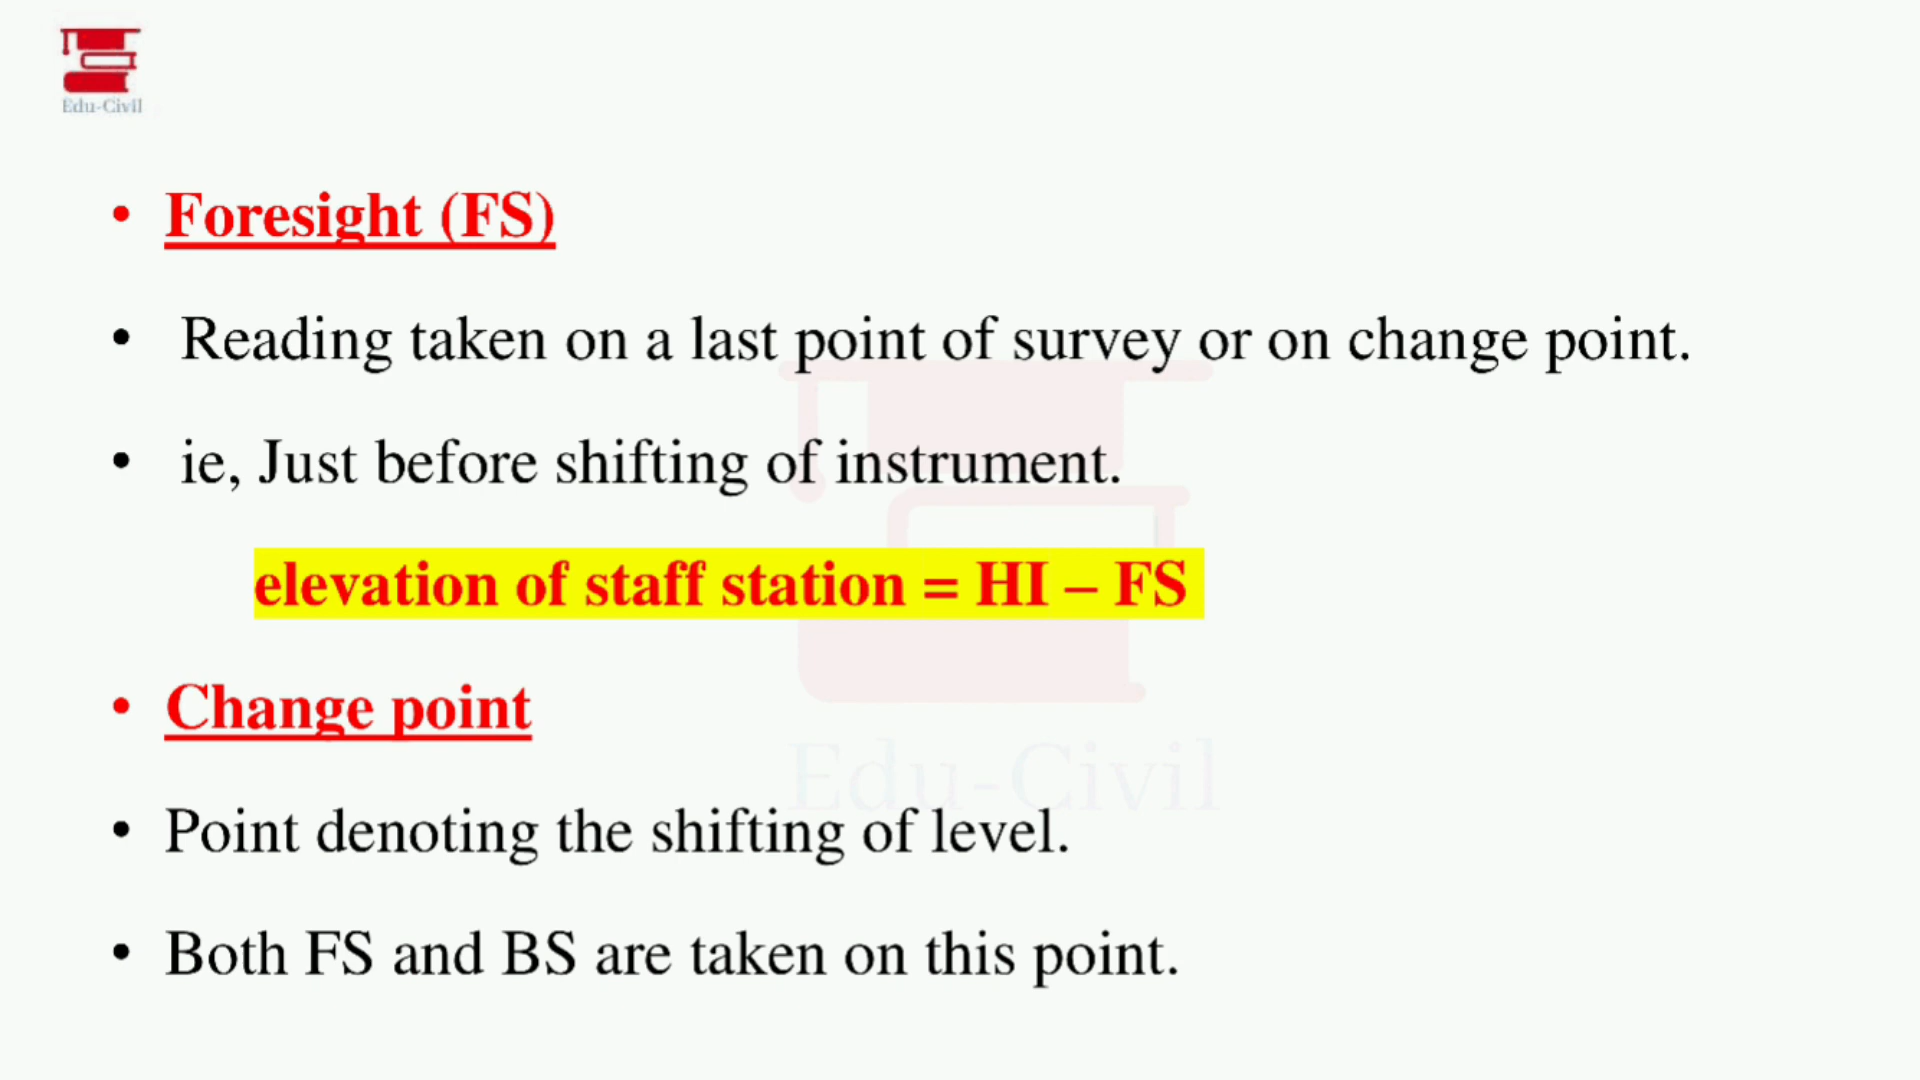 Edu-Civil
• Foresight (FS)
• Reading taken on a last point of survey or on change point.
• ie, Just before shifting of instrument.
elevation of staff station = HI – FS
• Change point
Edu-Civil
• Point denoting the shifting of level.
• Both FS and BS are taken on this point.